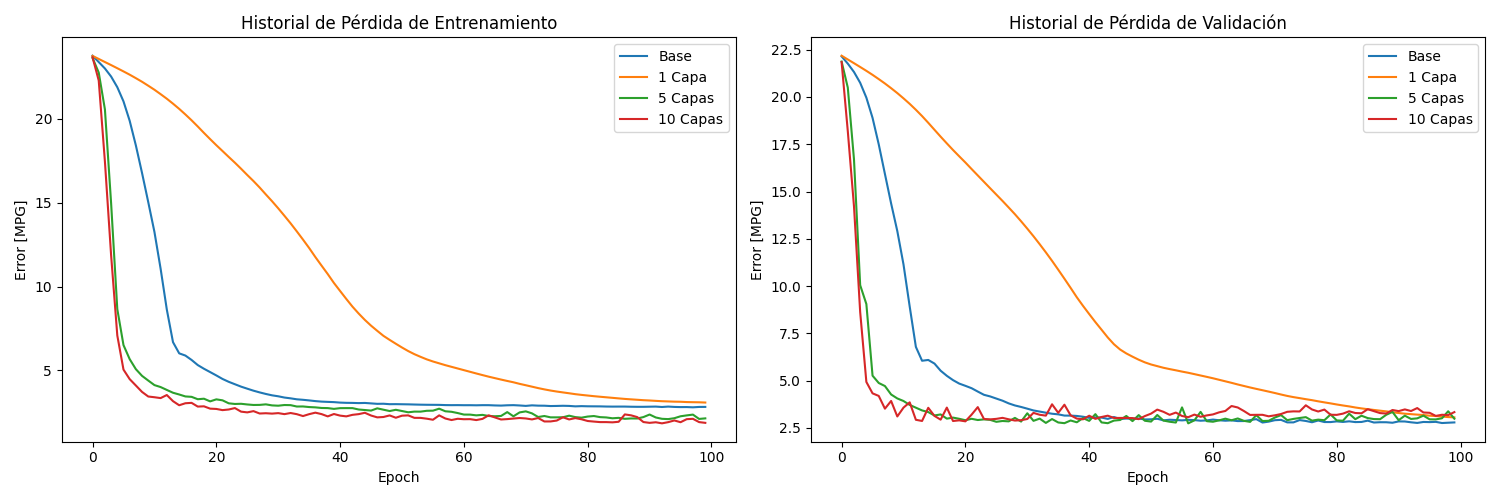 Historial de Pérdida de Entrenamiento
Error [MPG]
20
15
10
5
0
20
40
60
80
100
Epoch
Base
1 Capa
5 Capas
10 Capas
Historial de Pérdida de Validación
Error [MPG]
22.5
20.0
17.5
15.0
12.5
10.0
7.5
5.0
2.5
0
20
40
60
80
100
Epoch
Base
1 Capa
5 Capas
10 Capas